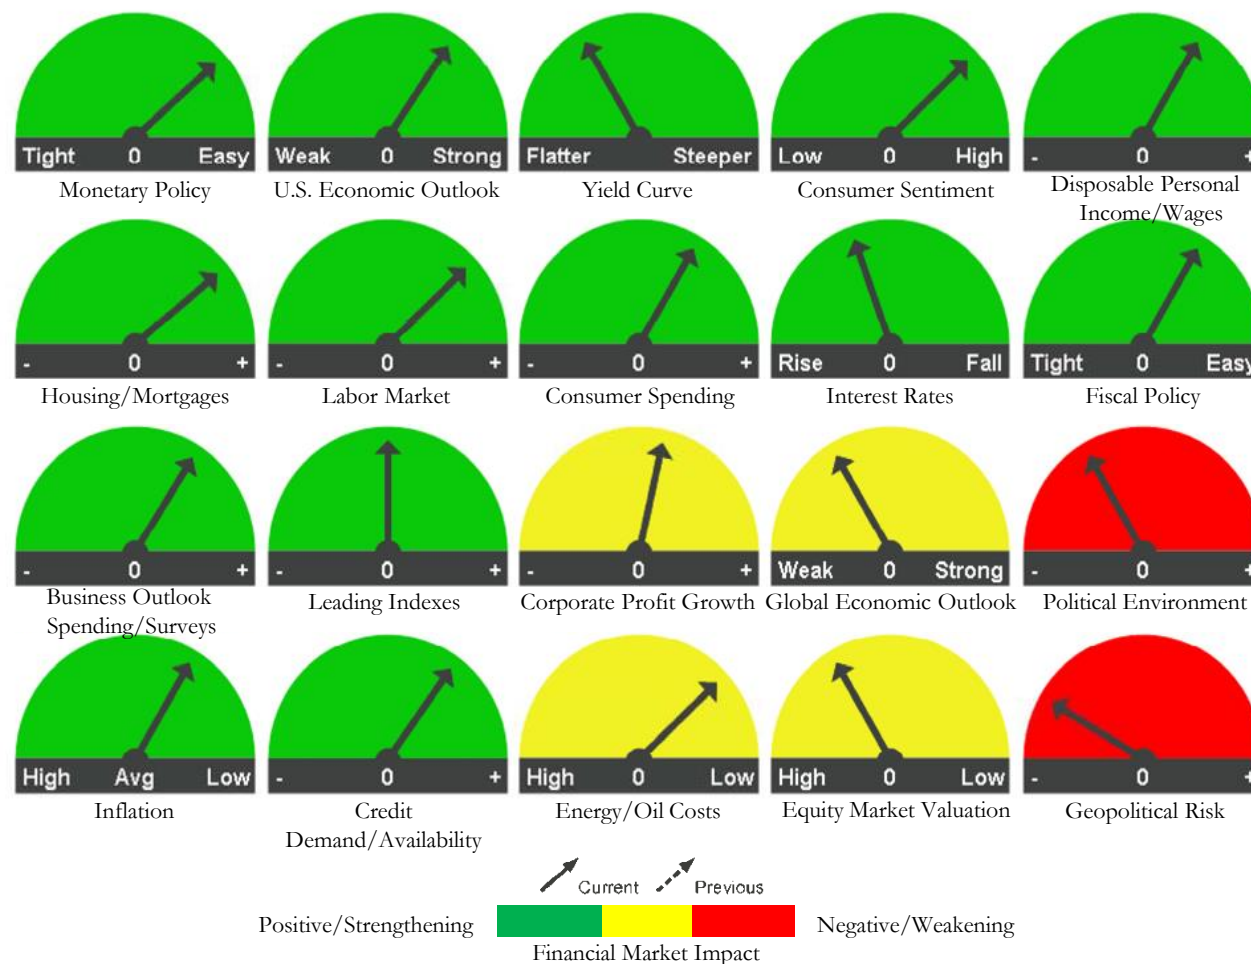 Tight 0 Easy
Monetary Policy
Weak 0 Strong
U.S. Economic Outlook
Flatter Steeper
Yield Curve
Low 0 High
Consumer Sentiment
- 0 +
Disposable Personal
Income/Wages
- 0 +
Housing/Mortgages
- 0 +
Labor Market
- 0 +
Consumer Spending
Rise 0 Fall
Interest Rates
Tight 0 Easy
Fiscal Policy
- 0 +
Business Outlook
Spending/Surveys
- 0 +
Leading Indexes
- 0 +
Corporate Profit Growth
Weak 0 Strong
Global Economic Outlook
- 0 +
Political Environment
High Avg Low
Inflation
- 0 +
Credit
Demand/Availability
High 0 Low
Energy/Oil Costs
High 0 Low
Equity Market Valuation
- 0 +
Geopolitical Risk
Current Previous
Positive/Strengthening Negative/Weakening
Financial Market Impact